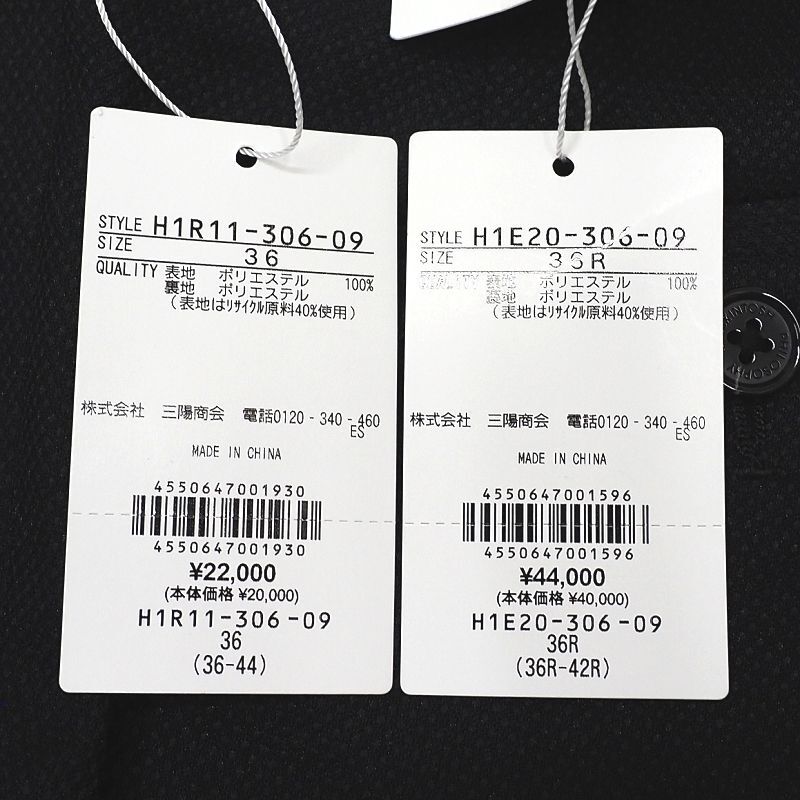 STYLE H1R11-306-09
SIZE 36
QUALITY 表地 ポリエステル 100%
裏地 ポリエステル
(表地はリサイクル原料40%使用)
株式会社 三陽商会 電話0120-340-460
ES
MADE IN CHINA
4550647001930
4550647001930
¥22,000
(本体価格 ¥20,000)
H1R11-306-09
36
(36-44)
STYLE H1E20-306-09
SIZE 36R
QUALITY 表地 ポリエステル 100%
裏地 ポリエステル
(表地はリサイクル原料40%使用)
株式会社 三陽商会 電話0120-340-460
ES
MADE IN CHINA
4550647001596
4550647001596
¥44,000
(本体価格 ¥40,000)
H1E20-306-09
36R
(36R-42R)
PHILOSOPHY